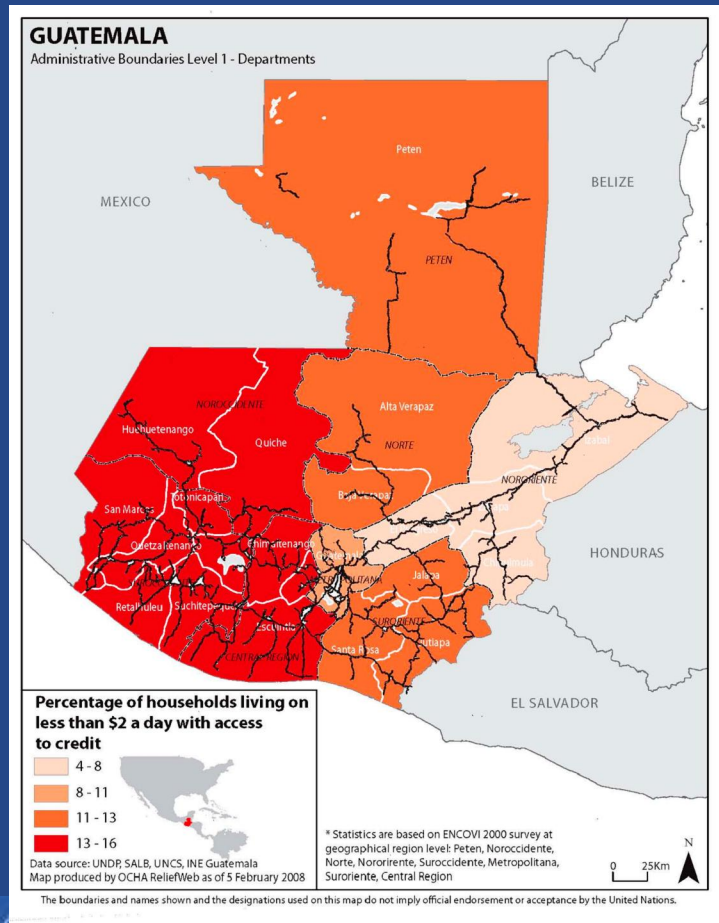 GUATEMALA
Administrative Boundaries Level 1 - Departments
Peten
MEXICO
BELIZE
PETEN
NOROCCIDENTE
Alta Verapaz
Huehuetenango
Quiche
NORTE
Izabal
NORORIENTE
Totonicapán
Baja Verapaz
San Marcos
Quetzaltenango
Chimaltenango
HONDURAS
Jalapa
Retalhuleu
Suchitepequez
SURORIENTE
Escuintla
Jutiapa
Santa Rosa
CENTRAL REGION
EL SALVADOR
Percentage of households living on
less than $2 a day with access
to credit
4 - 8
8 - 11
11 - 13
13 - 16
Data source: UNDP, SALB, UNCS, INE Guatemala
Map produced by OCHA ReliefWeb as of 5 February 2008
* Statistics are based on ENCOVI 2000 survey at
geographical region level: Peten, Noroccidente,
Norte, Nororirente, Suroccidente, Metropolitana,
Suroriente, Central Region
N
0 25Km
The boundaries and names shown and the designations used on this map do not imply official endorsement or acceptance by the United Nations.